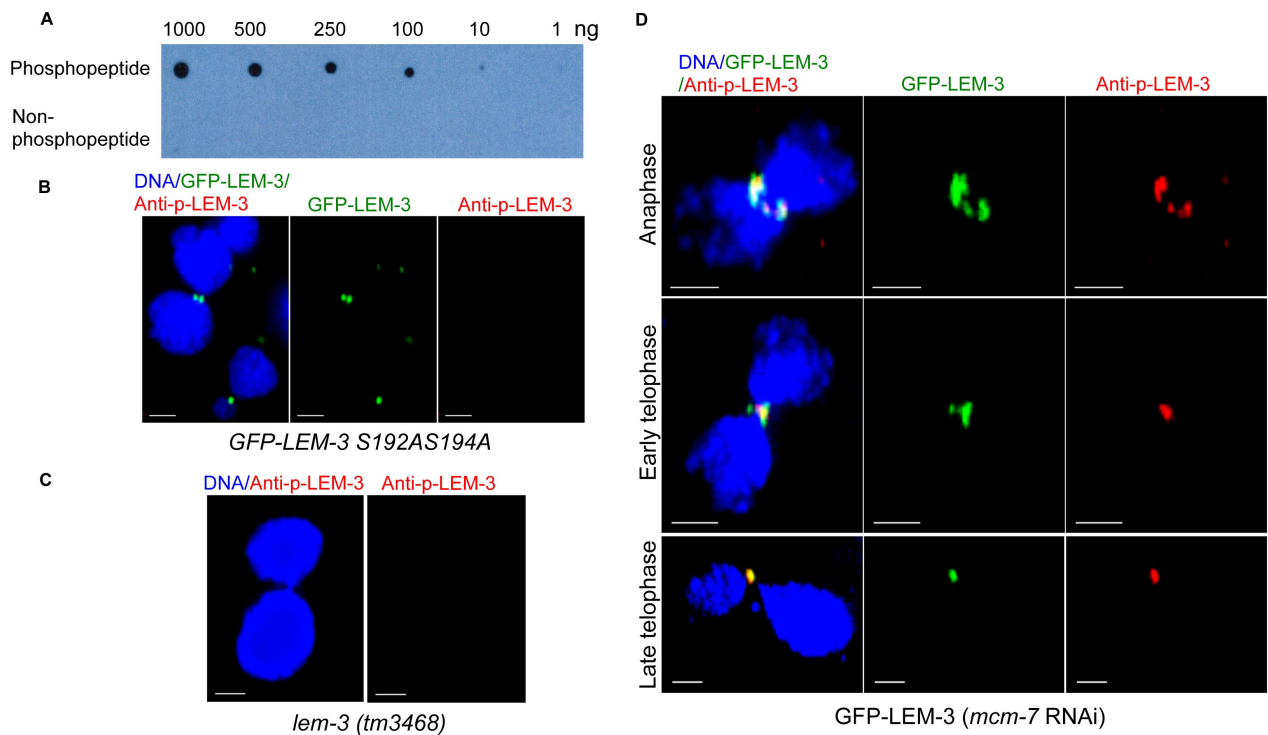 A
1000 500 250 100 10 1 ng
Phosphopeptide
Non-
phosphopeptide
B
DNA/GFP-LEM-3/
Anti-p-LEM-3 GFP-LEM-3 Anti-p-LEM-3
GFP-LEM-3 S192AS194A
C
DNA/Anti-p-LEM-3 Anti-p-LEM-3
lem-3 (tm3468)
D
DNA/GFP-LEM-3
/Anti-p-LEM-3 GFP-LEM-3 Anti-p-LEM-3
Anaphase
Early telophase
Late telophase
GFP-LEM-3 (mcm-7 RNAi)